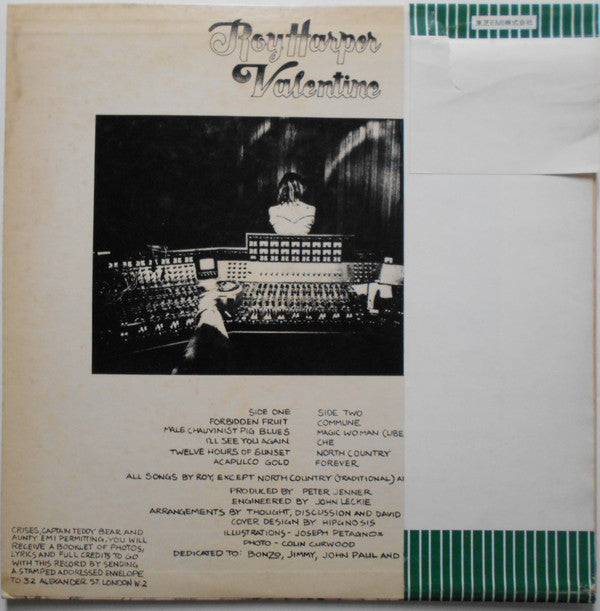 東芝EMI株式会社
Roy Harper
Valentine
SIDE ONE
FORBIDDEN FRUIT
MALE CHAUVINIST PIG BLUES
I'LL SEE YOU AGAIN
TWELVE HOURS OF SUNSET
ACAPULCO GOLD
SIDE TWO
COMMUNE
MAGIC WOMAN (LIBE
CHE
NORTH COUNTRY
FOREVER
ALL SONGS BY ROY, EXCEPT NORTH COUNTRY (TRADITIONAL) A
PRODUCED BY PETER JENNER
ENGINEERED BY JOHN LECKIE
ARRANGEMENTS BY THOUGHT, DISCUSSION AND DAVID
COVER DESIGN BY HIPGNOSIS
ILLUSTRATIONS - JOSEPH PETAGNO
PHOTO - COLIN CURWOOD
DEDICATED TO: BONZO, JIMMY, JOHN PAUL AND
CRISES, CAPTAIN TEDDY BEAR AND
AUNTY EMI PERMITTING, YOU WILL
RECEIVE A BOOKLET OF PHOTOS,
LYRICS AND FULL CREDITS TO GO
WITH THIS RECORD BY SENDING
A STAMPED ADDRESSED ENVELOPE
TO 32 ALEXANDER ST. LONDON W.2